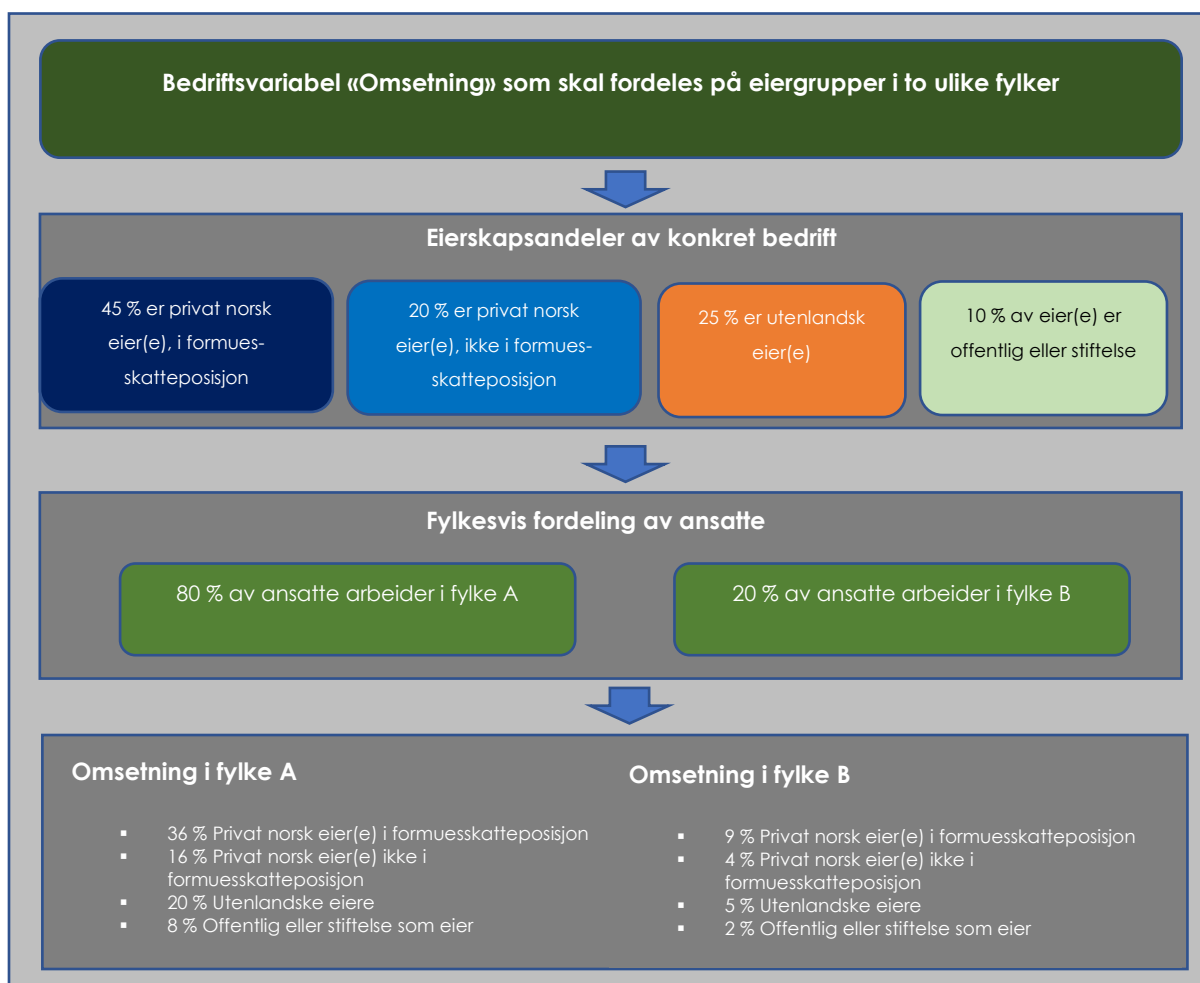 Bedriftsvariabel «Omsetning» som skal fordeles på eiergrupper i to ulike fylker
Eierskapsandeler av konkret bedrift
45 % er privat norsk
eier(e), i formues-
skatteposisjon
20 % er privat norsk
eier(e), ikke i formues-
skatteposisjon
25 % er utenlandsk
eier(e)
10 % av eier(e) er
offentlig eller stiftelse
Fylkesvis fordeling av ansatte
80 % av ansatte arbeider i fylke A
20 % av ansatte arbeider i fylke B
Omsetning i fylke A
▪ 36 % Privat norsk eier(e) i formuesskatteposisjon
▪ 16 % Privat norsk eier(e) ikke i
formuesskatteposisjon
▪ 20 % Utenlandske eiere
▪ 8 % Offentlig eller stiftelse som eier
Omsetning i fylke B
▪ 9 % Privat norsk eier(e) i formuesskatteposisjon
▪ 4 % Privat norsk eier(e) ikke i
formuesskatteposisjon
▪ 5 % Utenlandske eiere
▪ 2 % Offentlig eller stiftelse som eier